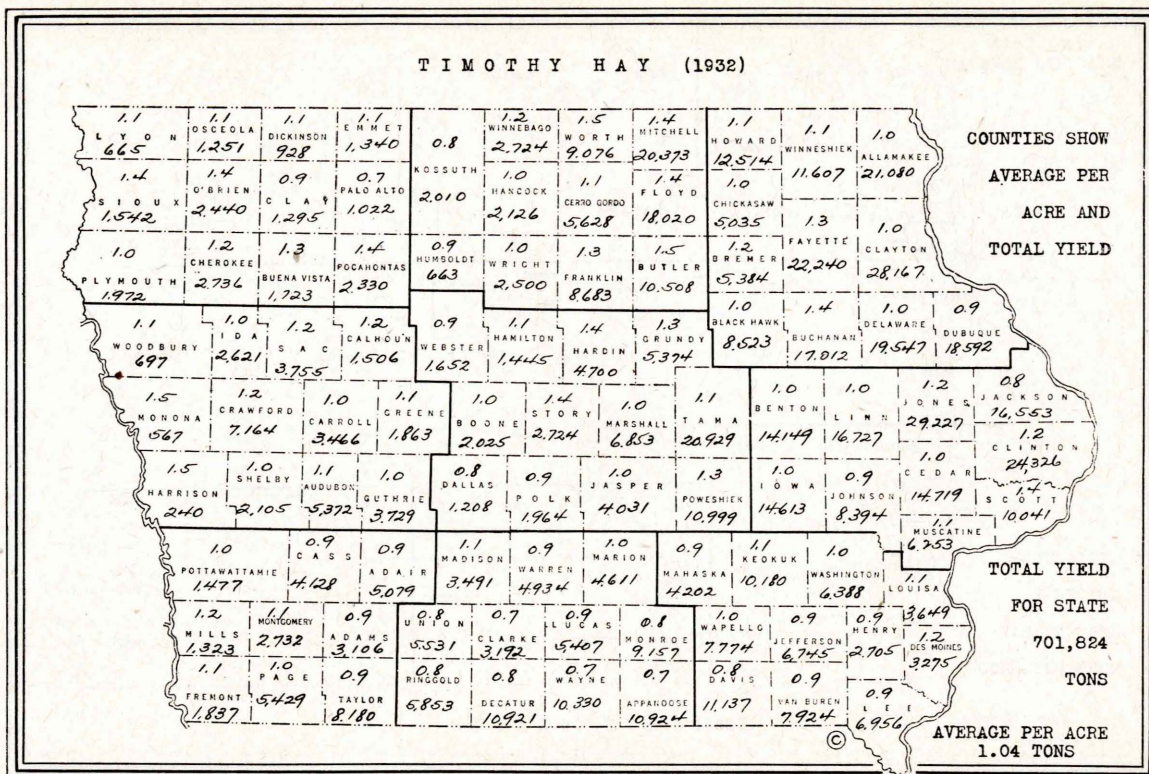 TIMOTHY HAY (1932)
COUNTIES SHOW
AVERAGE PER
ACRE AND
TOTAL YIELD
1.1
LYON
665
1.1
OSCEOLA
1,251
1.1
DICKINSON
928
1.1
EMMET
1,340
0.8
KOSSUTH
2,010
1.2
WINNEBAGO
2,724
1.5
WORTH
9,076
1.4
MITCHELL
20,373
1.1
HOWARD
12,514
1.1
WINNESHIEK
11,607
1.0
ALLAMAKEE
21,080
1.4
SIOUX
1,542
1.4
O'BRIEN
2,440
0.9
CLAY
1,295
0.7
PALO ALTO
1,022
1.0
HANCOCK
2,126
1.1
CERRO GORDO
5,628
1.4
FLOYD
18,020
1.0
CHICKASAW
5,035
1.3
FAYETTE
22,240
1.0
CLAYTON
28,167
1.0
PLYMOUTH
1,972
1.2
CHEROKEE
2,736
1.3
BUENA VISTA
1,723
1.4
POCAHONTAS
2,330
0.9
HUMBOLDT
663
1.0
WRIGHT
2,500
1.3
FRANKLIN
8,683
1.5
BUTLER
10,508
1.2
BREMER
5,384
1.1
WOODBURY
697
1.0
IDA
2,621
1.2
SAC
3,755
1.2
CALHOUN
1,506
0.9
WEBSTER
1,652
1.1
HAMILTON
1,445
1.4
HARDIN
4,700
1.3
GRUNDY
5,374
1.0
BLACK HAWK
8,523
1.4
BUCHANAN
17,012
1.0
DELAWARE
19,547
0.9
DUBUQUE
18,592
1.5
MONONA
567
1.2
CRAWFORD
7,164
1.0
CARROLL
3,466
1.1
GREENE
1,863
1.0
BOONE
2,025
1.4
STORY
2,724
1.0
MARSHALL
6,853
1.1
TAMA
20,929
1.0
BENTON
14,149
1.0
LINN
16,727
1.2
JONES
29,227
0.8
JACKSON
16,553
1.2
CLINTON
24,326
1.5
HARRISON
240
1.0
SHELBY
2,105
1.1
AUDUBON
5,372
1.0
GUTHRIE
3,729
0.8
DALLAS
1,208
0.9
POLK
1,964
1.0
JASPER
4,031
1.3
POWESHIEK
10,999
1.0
IOWA
14,613
0.9
JOHNSON
8,394
1.0
CEDAR
14,719
1.4
SCOTT
10,041
1.1
MUSCATINE
1.0
POTTAWATTAMIE
1,477
0.9
CASS
4,128
0.9
ADAIR
5,079
1.1
MADISON
3,491
0.9
WARREN
4,934
1.0
MARION
4,611
0.9
MAHASKA
4,202
1.1
KEOKUK
10,180
1.0
WASHINGTON
6,388
1.1
LOUISA
3,649
1.2
MILLS
1,323
1.1
MONTGOMERY
2,732
0.9
ADAMS
3,106
0.8
UNION
5,531
0.7
CLARKE
3,192
0.9
LUCAS
5,407
0.8
MONROE
9,157
1.0
WAPELLO
7,774
0.9
JEFFERSON
6,745
0.9
HENRY
2,705
1.2
DES MOINES
3,275
1.1
FREMONT
1,837
1.0
PAGE
5,429
0.9
TAYLOR
8,180
0.8
RINGGOLD
5,853
0.8
DECATUR
10,921
0.7
WAYNE
10,330
0.7
APPANOOSE
10,924
0.8
DAVIS
11,137
0.9
VAN BUREN
7,924
0.9
LEE
6,956
TOTAL YIELD
FOR STATE
701,824
TONS
©
AVERAGE PER ACRE
1.04 TONS